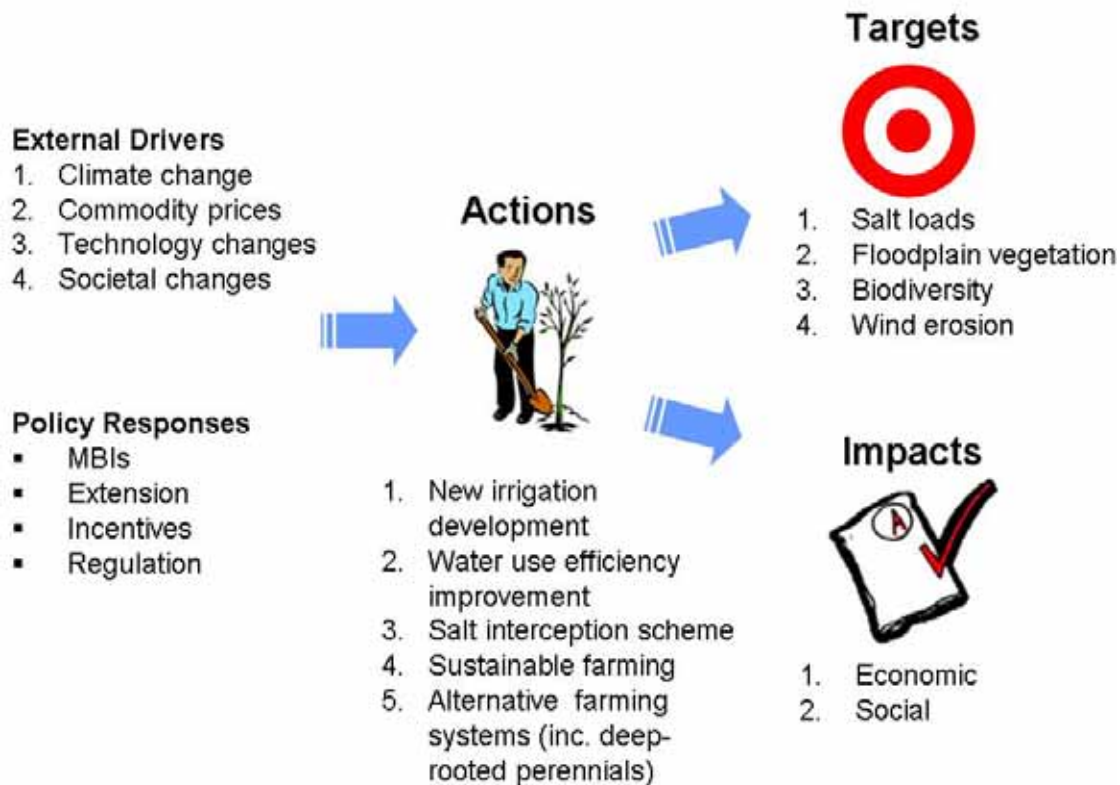 External Drivers
1. Climate change
2. Commodity prices
3. Technology changes
4. Societal changes
Policy Responses
▪ MBIs
▪ Extension
▪ Incentives
▪ Regulation
Actions
1. New irrigation
development
2. Water use efficiency
improvement
3. Salt interception scheme
4. Sustainable farming
5. Alternative farming
systems (inc. deep-
rooted perennials)
Targets
1. Salt loads
2. Floodplain vegetation
3. Biodiversity
4. Wind erosion
Impacts
A
1. Economic
2. Social